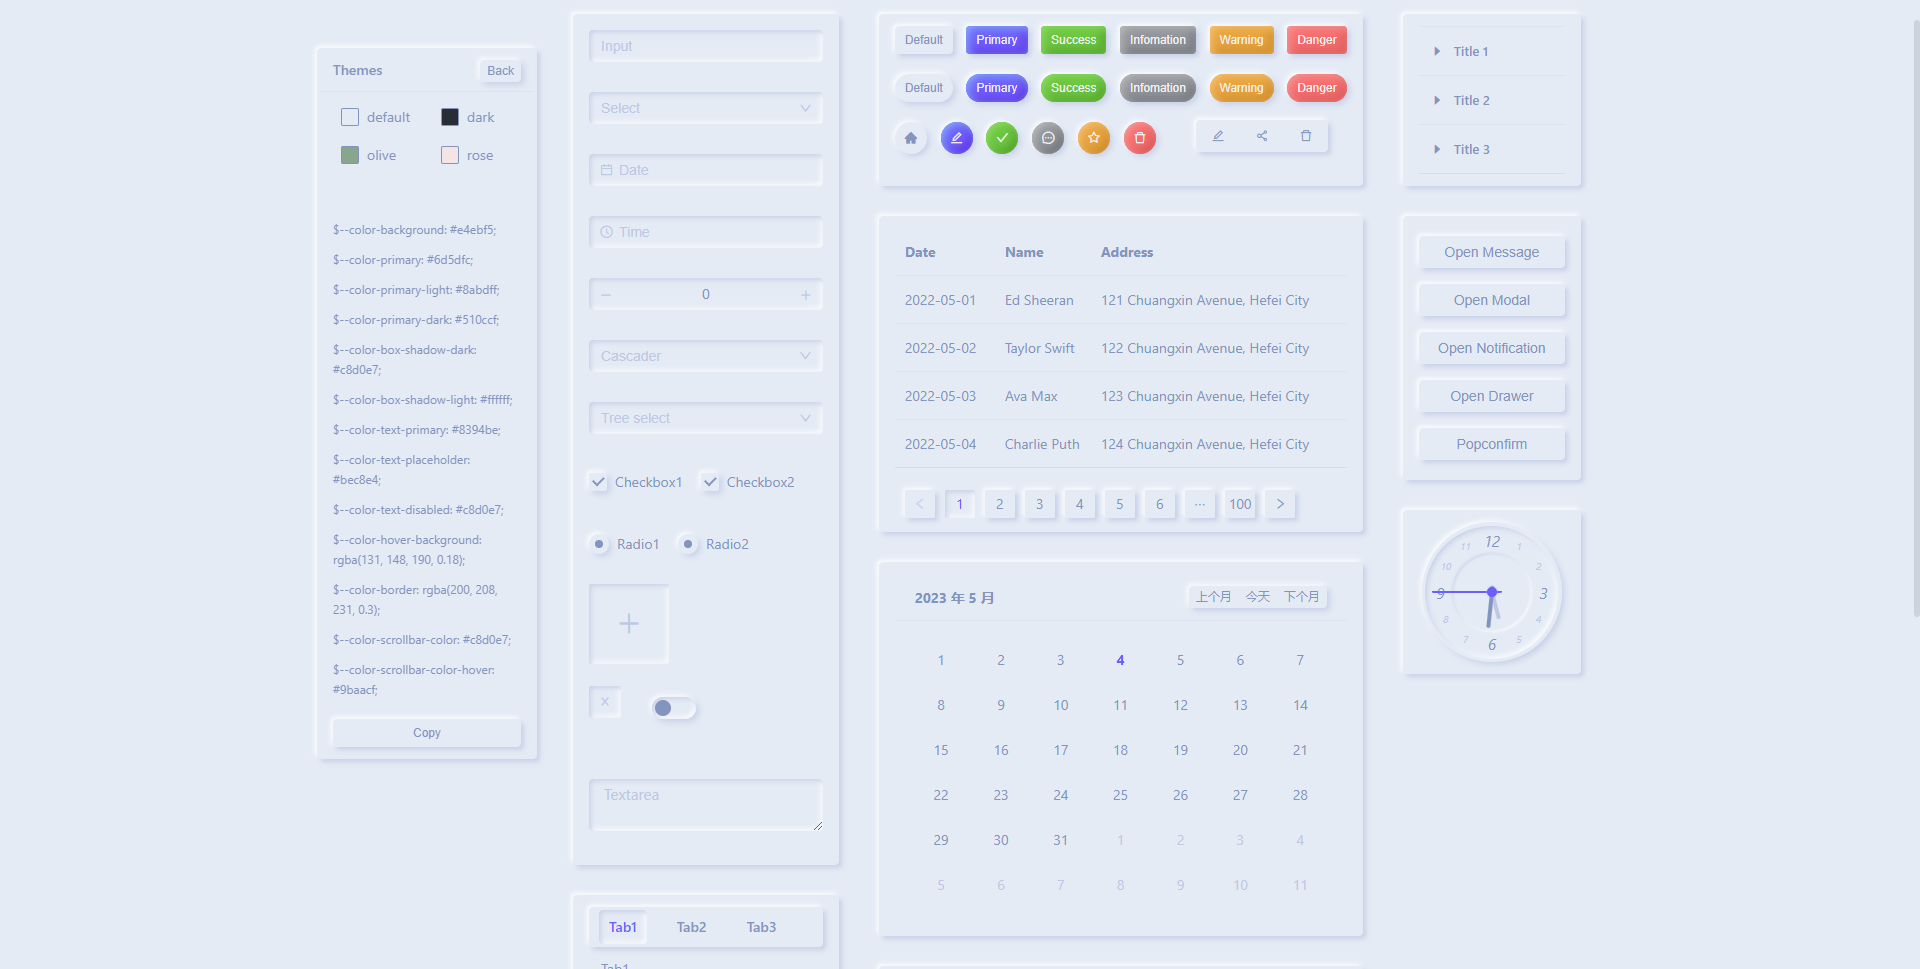 Themes
Back
default
dark
olive
rose
$--color-background: #e4ebf5;
$--color-primary: #6d5dfc;
$--color-primary-light: #8abdff;
$--color-primary-dark: #510ccf;
$--color-box-shadow-dark:
#c8d0e7;
$--color-box-shadow-light: #ffffff;
$--color-text-primary: #8394be;
$--color-text-placeholder:
#bec8e4;
$--color-text-disabled: #c8d0e7;
$--color-hover-background:
rgba(131, 148, 190, 0.18);
$--color-border: rgba(200, 208,
231, 0.3);
$--color-scrollbar-color: #c8d0e7;
$--color-scrollbar-color-hover:
#9baacf;
Copy
Input
Select
Date
Time
0
Cascader
Tree select
Checkbox1
Checkbox2
Radio1
Radio2
Textarea
Tab1
Tab2
Tab3
Tab1
Default
Primary
Success
Infomation
Warning
Danger
Default
Primary
Success
Infomation
Warning
Danger
Date Name Address
2022-05-01 Ed Sheeran 121 Chuangxin Avenue, Hefei City
2022-05-02 Taylor Swift 122 Chuangxin Avenue, Hefei City
2022-05-03 Ava Max 123 Chuangxin Avenue, Hefei City
2022-05-04 Charlie Puth 124 Chuangxin Avenue, Hefei City
1 2 3 4 5 6 ··· 100
2023 年 5 月
上个月 今天 下个月
1 2 3 4 5 6 7
8 9 10 11 12 13 14
15 16 17 18 19 20 21
22 23 24 25 26 27 28
29 30 31 1 2 3 4
5 6 7 8 9 10 11
Title 1
Title 2
Title 3
Open Message
Open Modal
Open Notification
Open Drawer
Popconfirm
11 12 1
10 2
9 3
8 4
7 6 5